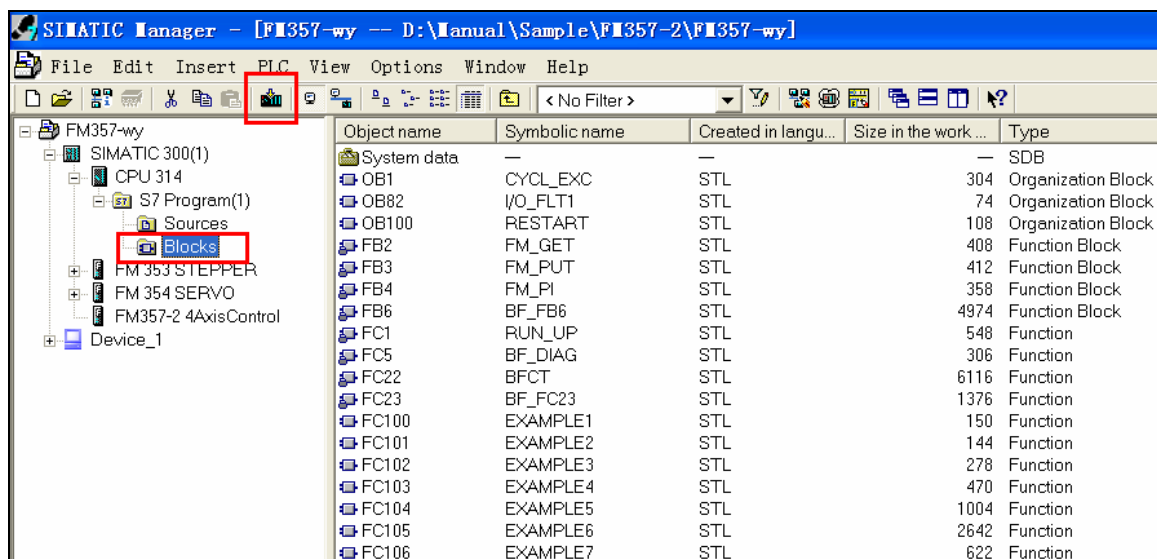 SIMATIC Manager - [FM357-wy -- D:\Manual\Sample\FM357-2\FM357-wy]
File Edit Insert PLC View Options Window Help
< No Filter >
FM357-wy
SIMATIC 300(1)
CPU 314
S7 Program(1)
Sources
Blocks
FM 353 STEPPER
FM 354 SERVO
FM357-2 4AxisControl
Device_1
Object name Symbolic name Created in langu... Size in the work ... Type
System data — — — SDB
OB1 CYCL_EXC STL 304 Organization Block
OB82 I/O_FLT1 STL 74 Organization Block
OB100 RESTART STL 108 Organization Block
FB2 FM_GET STL 408 Function Block
FB3 FM_PUT STL 412 Function Block
FB4 FM_PI STL 358 Function Block
FB6 BF_FB6 STL 4974 Function Block
FC1 RUN_UP STL 548 Function
FC5 BF_DIAG STL 306 Function
FC22 BFCT STL 6116 Function
FC23 BF_FC23 STL 1376 Function
FC100 EXAMPLE1 STL 150 Function
FC101 EXAMPLE2 STL 144 Function
FC102 EXAMPLE3 STL 278 Function
FC103 EXAMPLE4 STL 470 Function
FC104 EXAMPLE5 STL 1004 Function
FC105 EXAMPLE6 STL 2642 Function
FC106 EXAMPLE7 STL 622 Function